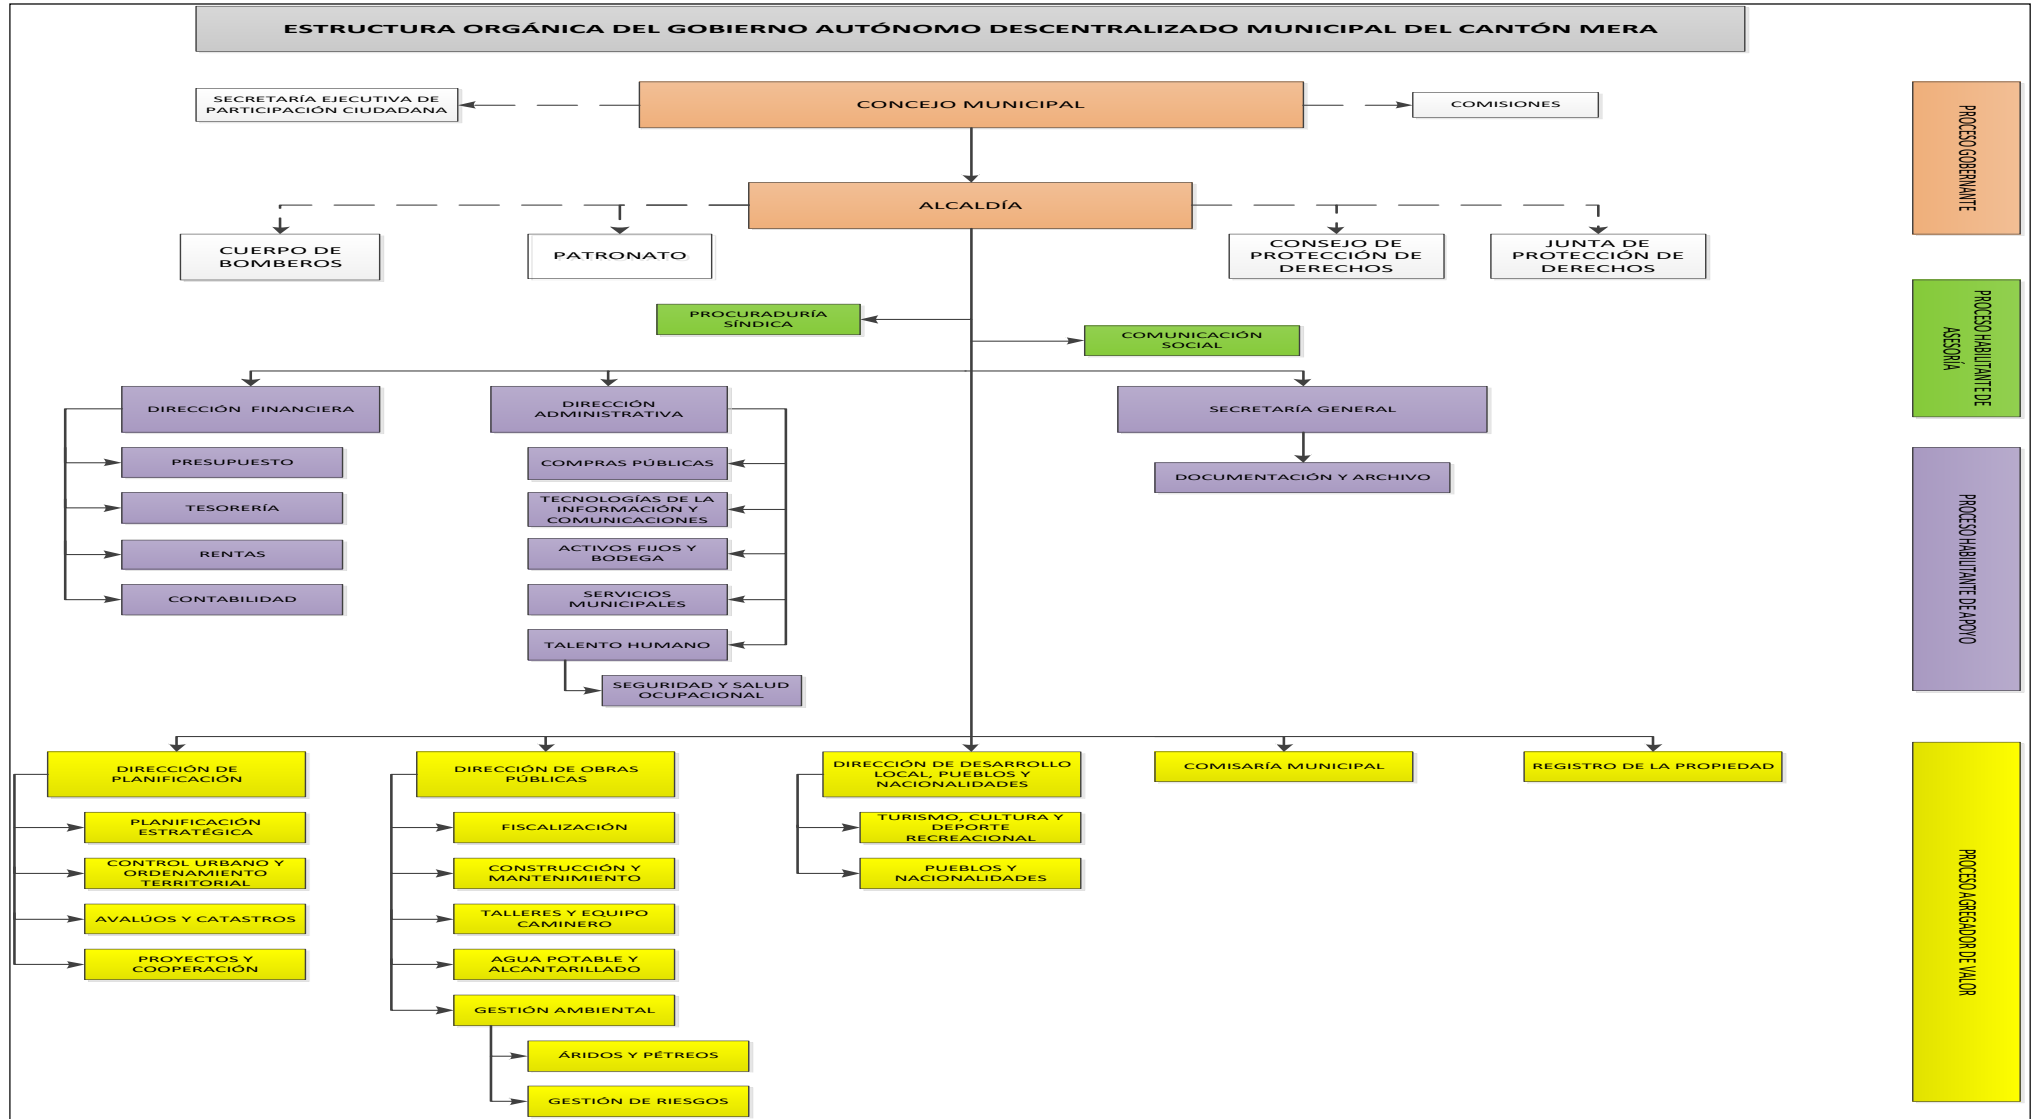 ESTRUCTURA ORGÁNICA DEL GOBIERNO AUTÓNOMO DESCENTRALIZADO MUNICIPAL DEL CANTÓN MERA
SECRETARÍA EJECUTIVA DE
PARTICIPACIÓN CIUDADANA
CONCEJO MUNICIPAL
COMISIONES
PROCESO GOBERNANTE
ALCALDÍA
CUERPO DE
BOMBEROS
PATRONATO
CONSEJO DE
PROTECCIÓN DE
DERECHOS
JUNTA DE
PROTECCIÓN DE
DERECHOS
PROCURADURÍA
SÍNDICA
COMUNICACIÓN
SOCIAL
PROCESO HABILITANTE DE
ASESORÍA
DIRECCIÓN FINANCIERA
DIRECCIÓN
ADMINISTRATIVA
SECRETARÍA GENERAL
PRESUPUESTO
TESORERÍA
RENTAS
CONTABILIDAD
COMPRAS PÚBLICAS
TECNOLOGÍAS DE LA
INFORMACIÓN Y
COMUNICACIONES
ACTIVOS FIJOS Y
BODEGA
SERVICIOS
MUNICIPALES
TALENTO HUMANO
SEGURIDAD Y SALUD
OCUPACIONAL
DOCUMENTACIÓN Y ARCHIVO
PROCESO HABILITANTE DE APOYO
DIRECCIÓN DE
PLANIFICACIÓN
PLANIFICACIÓN
ESTRATÉGICA
CONTROL URBANO Y
ORDENAMIENTO
TERRITORIAL
AVALÚOS Y CATASTROS
PROYECTOS Y
COOPERACIÓN
DIRECCIÓN DE OBRAS
PÚBLICAS
FISCALIZACIÓN
CONSTRUCCIÓN Y
MANTENIMIENTO
TALLERES Y EQUIPO
CAMINERO
AGUA POTABLE Y
ALCANTARILLADO
GESTIÓN AMBIENTAL
ÁRIDOS Y PÉTREOS
GESTIÓN DE RIESGOS
DIRECCIÓN DE DESARROLLO
LOCAL, PUEBLOS Y
NACIONALIDADES
TURISMO, CULTURA Y
DEPORTE
RECREACIONAL
PUEBLOS Y
NACIONALIDADES
COMISARÍA MUNICIPAL
REGISTRO DE LA PROPIEDAD
PROCESO AGREGADOR DE VALOR